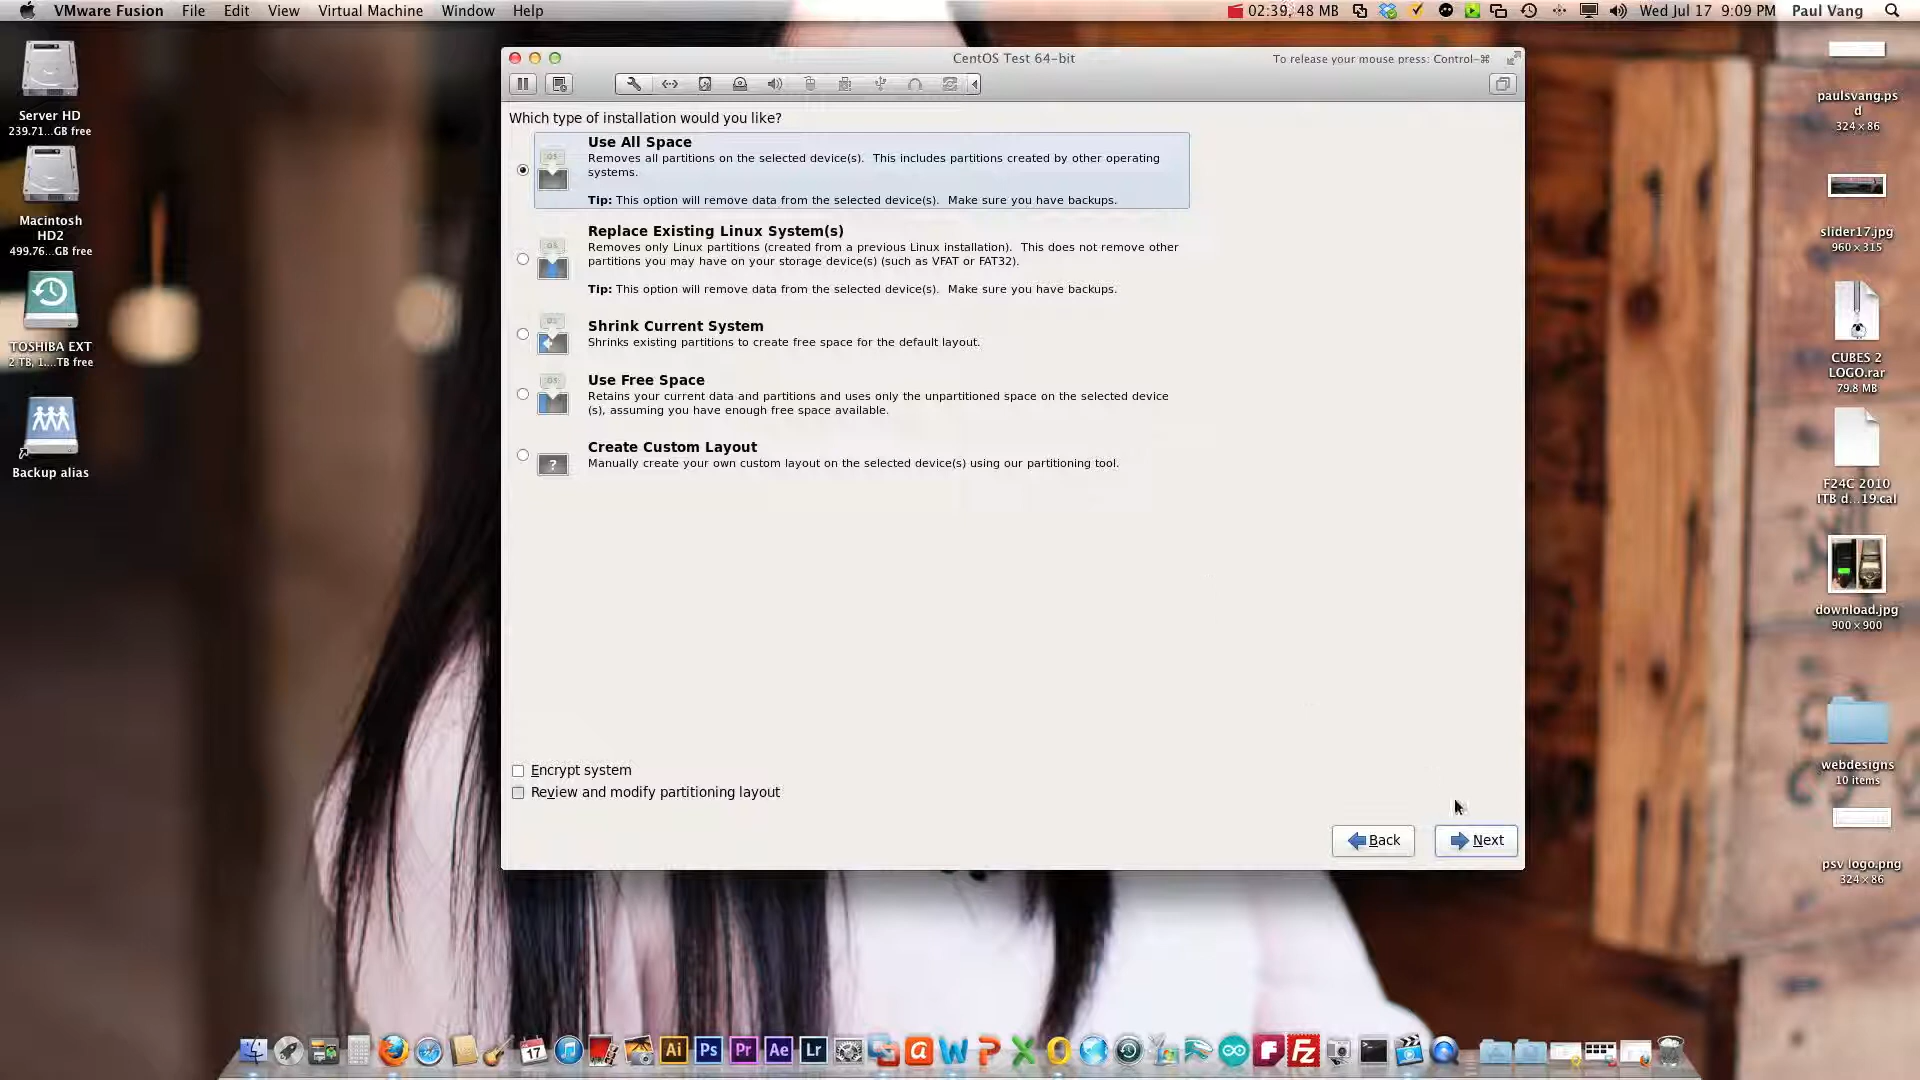 VMware Fusion File Edit View Virtual Machine Window Help 02:39, 48 MB Wed Jul 17 9:09 PM Paul Vang
CentOS Test 64-bit
To release your mouse press: Control-⌘
Which type of installation would you like?
Use All Space
Removes all partitions on the selected device(s). This includes partitions created by other operating
systems.
Tip: This option will remove data from the selected device(s). Make sure you have backups.
Replace Existing Linux System(s)
Removes only Linux partitions (created from a previous Linux installation). This does not remove other
partitions you may have on your storage device(s) (such as VFAT or FAT32).
Tip: This option will remove data from the selected device(s). Make sure you have backups.
Shrink Current System
Shrinks existing partitions to create free space for the default layout.
Use Free Space
Retains your current data and partitions and uses only the unpartitioned space on the selected device
(s), assuming you have enough free space available.
Create Custom Layout
Manually create your own custom layout on the selected device(s) using our partitioning tool.
Encrypt system
Review and modify partitioning layout
Back
Next
Server HD
239.71...GB free
Macintosh
HD2
499.76...GB free
TOSHIBA EXT
2 TB, 1....TB free
Backup alias
paulsvang.ps
d
324×86
slider17.jpg
960×315
CUBES 2
LOGO.rar
79.8 MB
F24C 2010
ITB d...19.cal
download.jpg
900×900
webdesigns
10 items
psv logo.png
324×86
17
Ai
Ps
Pr
Ae
Lr